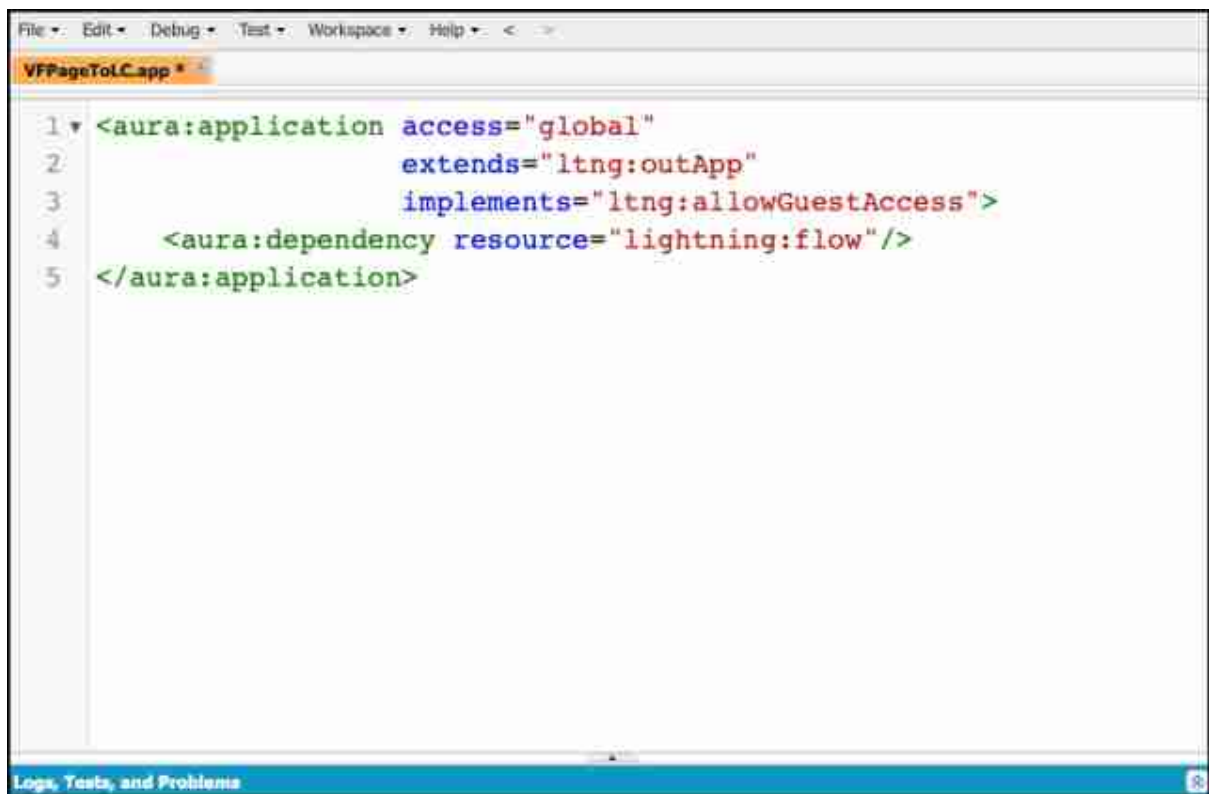 File Edit Debug Test Workspace Help < >
VFPageToLC.app *
1 <aura:application access="global"
2 extends="ltng:outApp"
3 implements="ltng:allowGuestAccess">
4 <aura:dependency resource="lightning:flow"/>
5 </aura:application>
Logs, Tests, and Problems